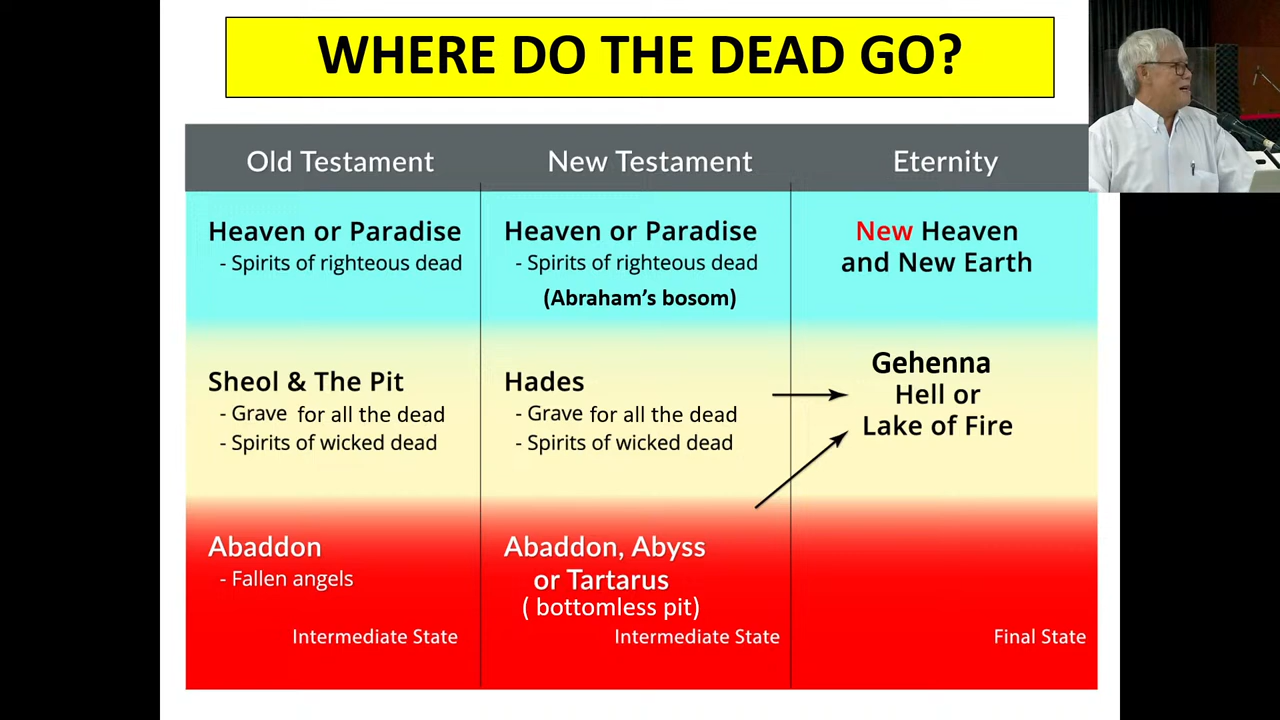 WHERE DO THE DEAD GO?
Old Testament
New Testament
Eternity
Heaven or Paradise
- Spirits of righteous dead
Heaven or Paradise
- Spirits of righteous dead
(Abraham's bosom)
New Heaven
and New Earth
Sheol & The Pit
- Grave for all the dead
- Spirits of wicked dead
Hades
- Grave for all the dead
- Spirits of wicked dead
Gehenna
Hell or
Lake of Fire
Abaddon
- Fallen angels
Intermediate State
Abaddon, Abyss
or Tartarus
( bottomless pit)
Intermediate State
Final State